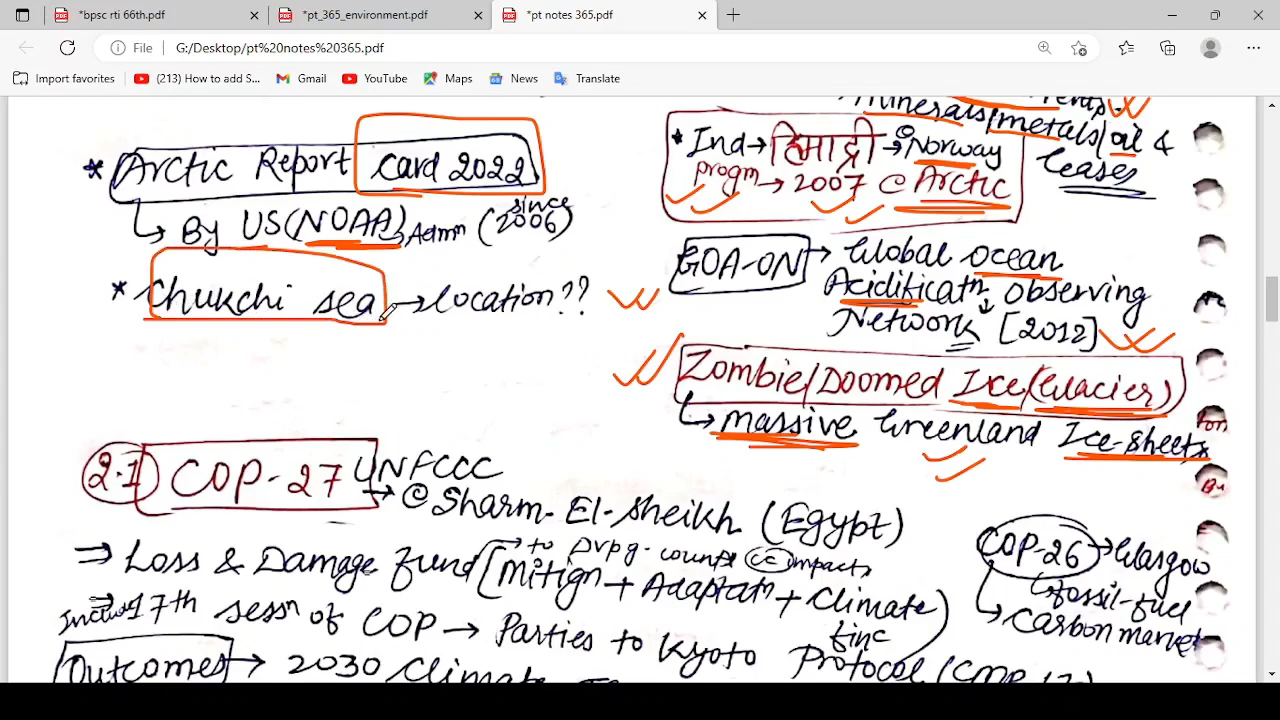 *bpsc rti 66th.pdf
*pt_365_environment.pdf
*pt notes 365.pdf
File
G:/Desktop/pt%20notes%20365.pdf
Import favorites
(213) How to add S...
Gmail
YouTube
Maps
News
Translate
* Arctic Report Card 2022
By US (NOAA) Admn (since 2006)
* Chukchi sea → location??
minerals/metals/oil &
leases
* Ind → हिमाद्री → @ Norway
progm → 2007 @ Arctic
GOA-ON → Global ocean
Acidificatn Observing
Network [2012]
Zombie/Doomed Ice (Glacier)
massive Greenland Ice-sheets
2.1 COP-27 UNFCCC
→ @ Sharm-El-Sheikh (Egypt)
⇒ Loss & Damage fund [Mitign + Adaptatn + Climate finc
→ to dvpg. counts CC impacts
17th sessn of COP → Parties to Kyoto Protocol (CMP 17)
COP-26 → Glasgow
fossil-fuel
Carbon market
Outcomes → 2030 Climate